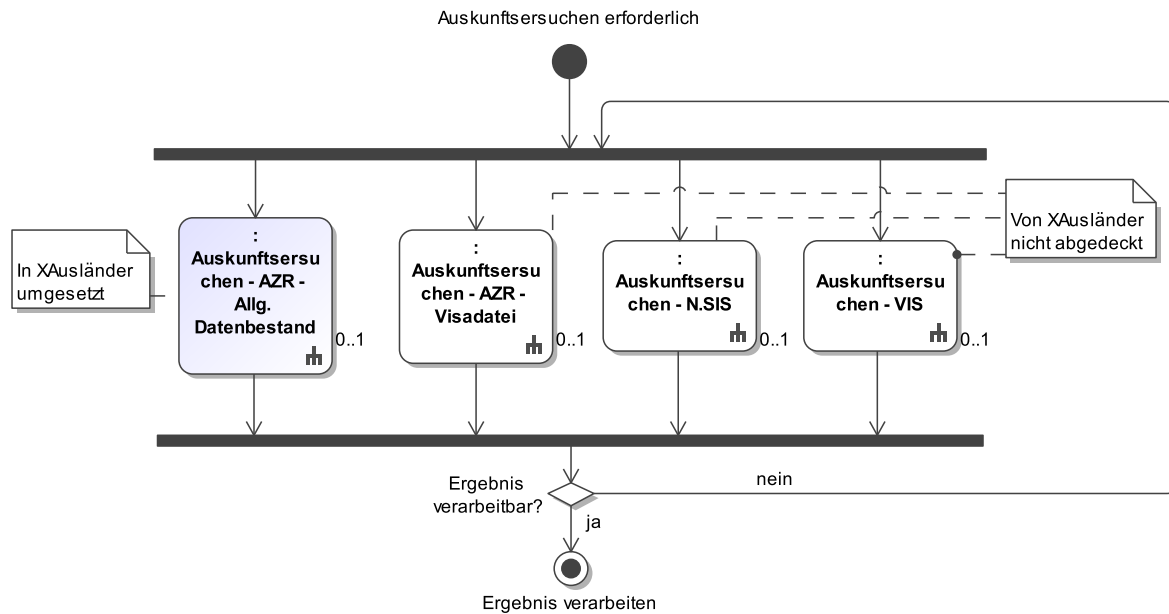 Auskunftsersuchen erforderlich
In XAusländer
umgesetzt
:
Auskunftsersu
chen - AZR -
Allg.
Datenbestand
0..1
:
Auskunftsersu
chen - AZR -
Visadatei
0..1
:
Auskunftsersu
chen - N.SIS
0..1
:
Auskunftsersu
chen - VIS
0..1
Von XAusländer
nicht abgedeckt
Ergebnis
verarbeitbar?
nein
ja
Ergebnis verarbeiten